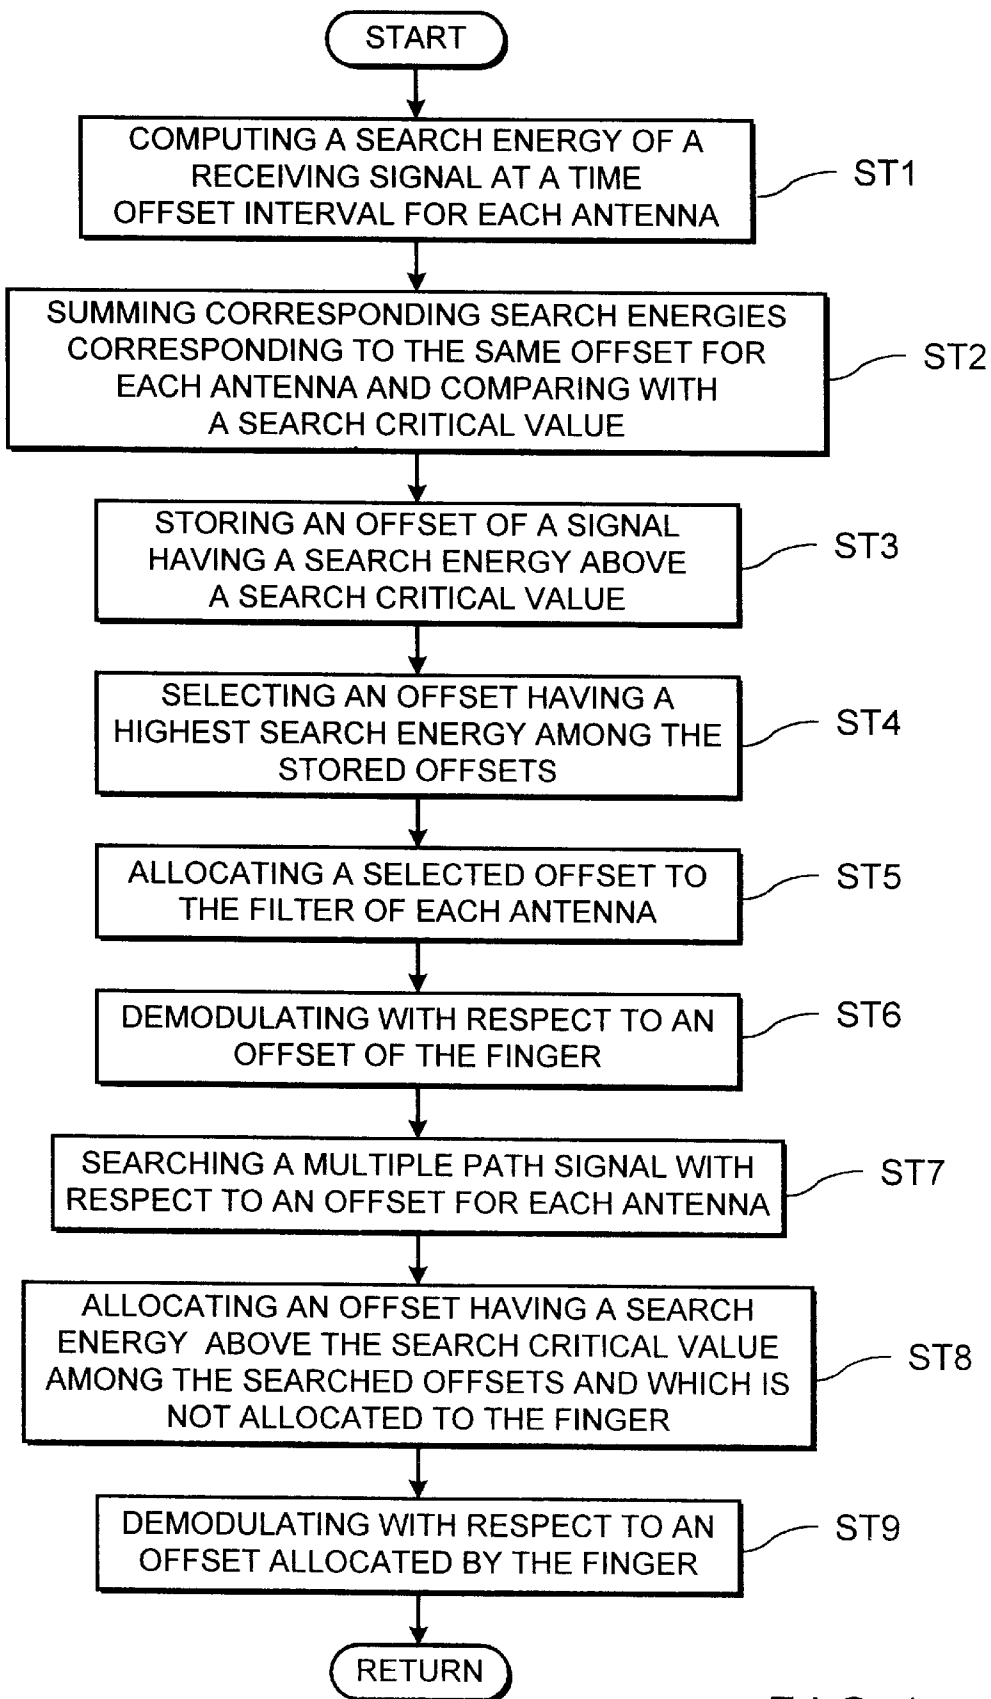 START
COMPUTING A SEARCH ENERGY OF A
RECEIVING SIGNAL AT A TIME
OFFSET INTERVAL FOR EACH ANTENNA
ST1
SUMMING CORRESPONDING SEARCH ENERGIES
CORRESPONDING TO THE SAME OFFSET FOR
EACH ANTENNA AND COMPARING WITH
A SEARCH CRITICAL VALUE
ST2
STORING AN OFFSET OF A SIGNAL
HAVING A SEARCH ENERGY ABOVE
A SEARCH CRITICAL VALUE
ST3
SELECTING AN OFFSET HAVING A
HIGHEST SEARCH ENERGY AMONG THE
STORED OFFSETS
ST4
ALLOCATING A SELECTED OFFSET TO
THE FILTER OF EACH ANTENNA
ST5
DEMODULATING WITH RESPECT TO AN
OFFSET OF THE FINGER
ST6
SEARCHING A MULTIPLE PATH SIGNAL WITH
RESPECT TO AN OFFSET FOR EACH ANTENNA
ST7
ALLOCATING AN OFFSET HAVING A SEARCH
ENERGY ABOVE THE SEARCH CRITICAL VALUE
AMONG THE SEARCHED OFFSETS AND WHICH IS
NOT ALLOCATED TO THE FINGER
ST8
DEMODULATING WITH RESPECT TO AN
OFFSET ALLOCATED BY THE FINGER
ST9
RETURN